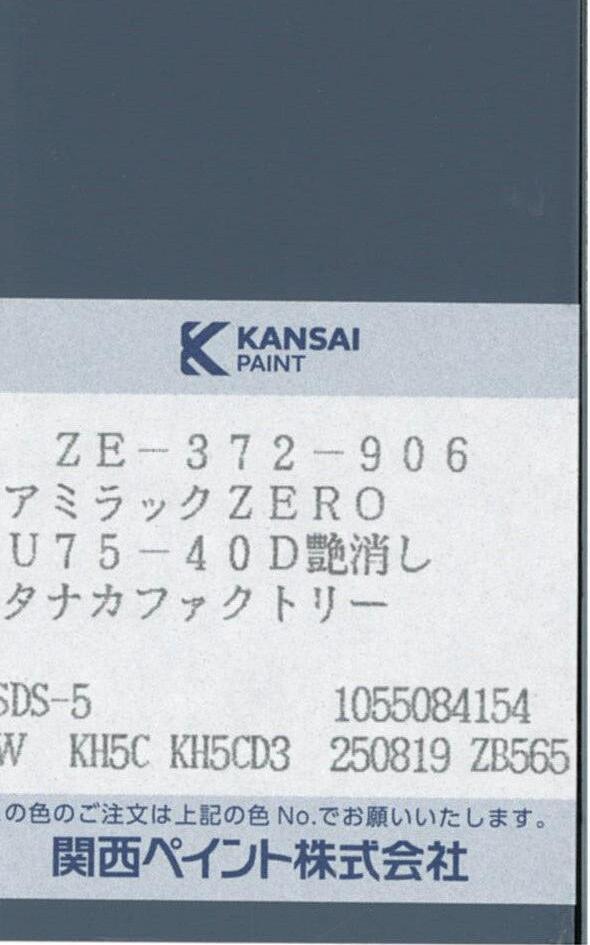 KANSAI
PAINT
ZE-372-906
アミラックZERO
U75-40D艶消し
タナカファクトリー
SDS-5 1055084154
W KH5C KH5CD3 250819 ZB565
の色のご注文は上記の色 No.でお願いいたします。
関西ペイント株式会社